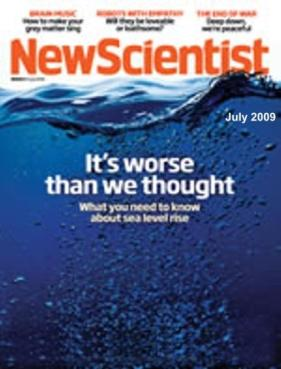 BRAIN MUSIC
How to make your
grey matter sing
ROBOTS WITH EMPATHY
Will they be loveable
or loathsome?
THE END OF WAR
Deep down,
we're peaceful
NewScientist
July 2009
It's worse
than we thought
What you need to know
about sea level rise